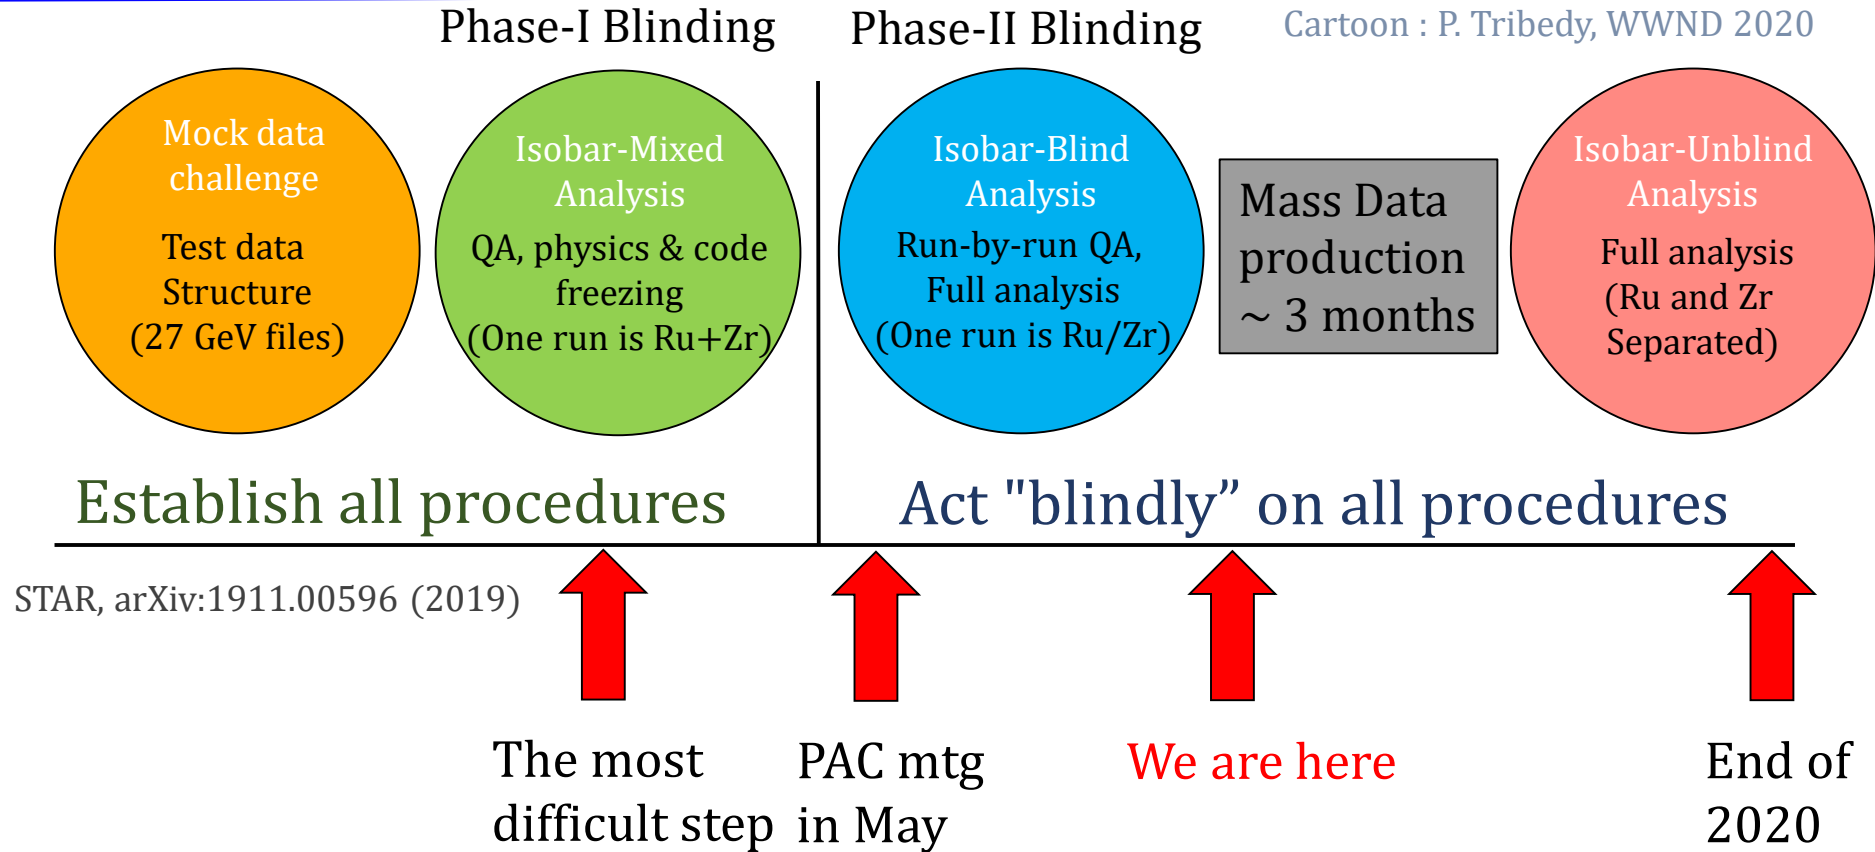 Phase-I Blinding
Phase-II Blinding
Cartoon : P. Tribedy, WWND 2020
Mock data
challenge
Test data
Structure
(27 GeV files)
Isobar-Mixed
Analysis
QA, physics & code
freezing
(One run is Ru+Zr)
Isobar-Blind
Analysis
Run-by-run QA,
Full analysis
(One run is Ru/Zr)
Mass Data
production
~ 3 months
Isobar-Unblind
Analysis
Full analysis
(Ru and Zr
Separated)
Establish all procedures
Act "blindly” on all procedures
STAR, arXiv:1911.00596 (2019)
The most
difficult step
PAC mtg
in May
We are here
End of
2020